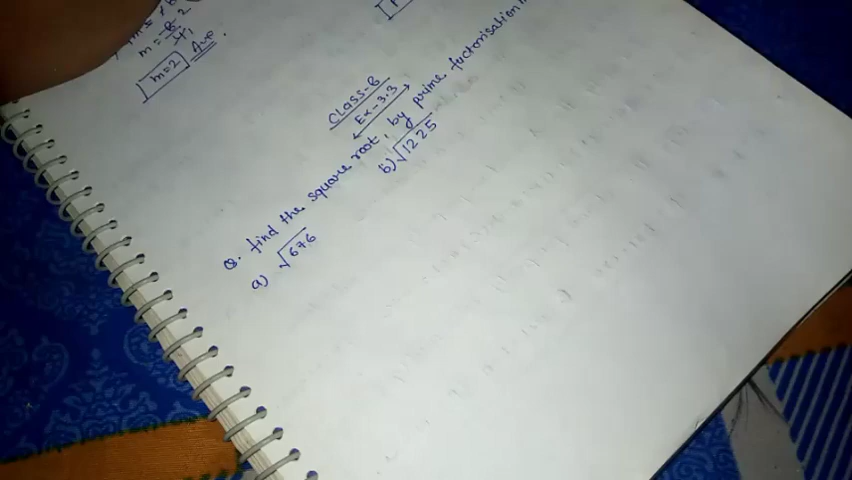 m=2
Ans.
CLASS-8
Ex-3.3
Q. find the square root, by prime factorisation
a) √676 b) √1225